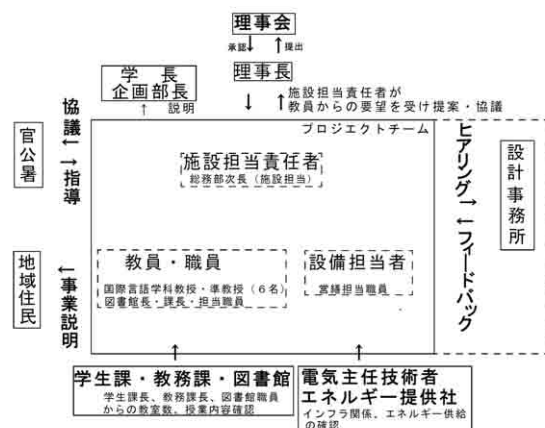 理事会
承認 提出
理事長
学長
企画部長
説明
施設担当責任者が
教員からの要望を受け提案・協議
プロジェクトチーム
官公署
協議←
→指導
施設担当責任者
総務部次長（施設担当）
ヒアリング→
←フィードバック
設計事務所
地域住民
←事業説明
教員・職員
国際言語学科教授・準教授（６名）
図書館長・課長・担当職員
設備担当者
営繕担当職員
学生課・教務課・図書館
学生課長、教務課長、図書館職員
からの教室数、授業内容確認
電気主任技術者
エネルギー提供社
インフラ関係、エネルギー供給
の確認